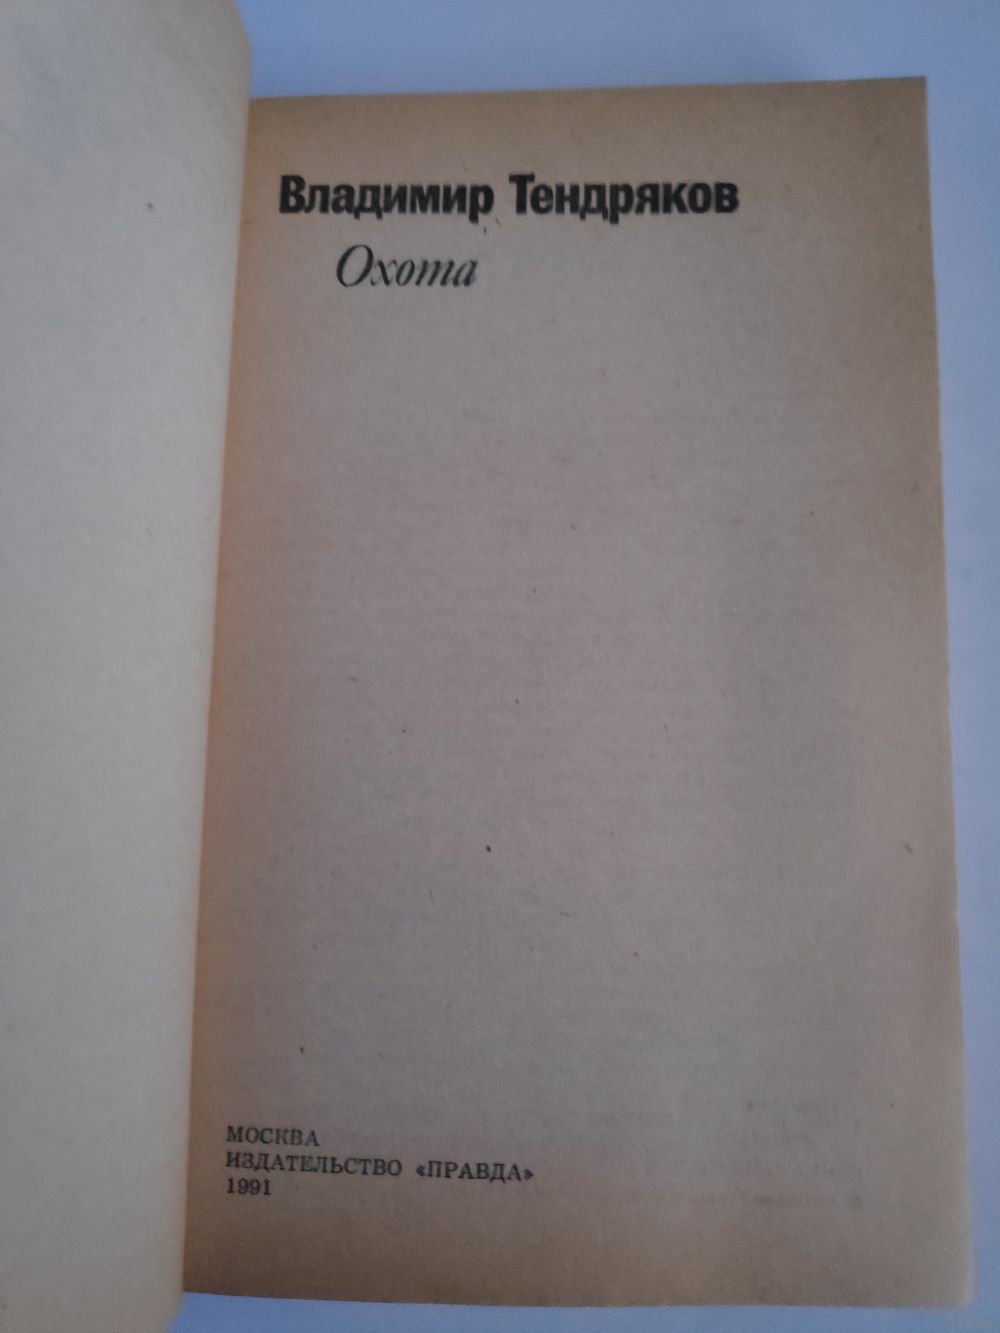 Владимир Тендряков
Охота
МОСКВА
ИЗДАТЕЛЬСТВО «ПРАВДА»
1991